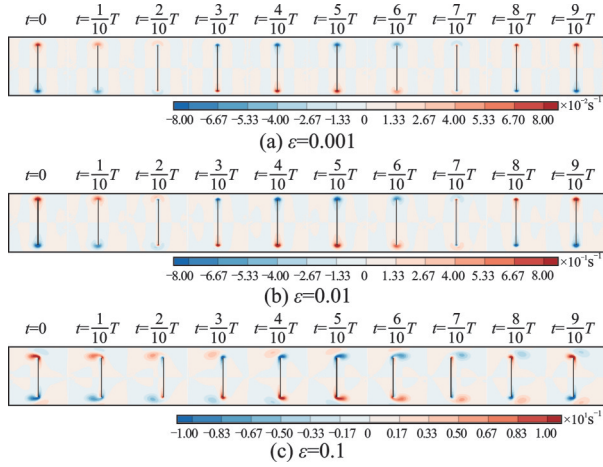 t=0 t=1/10T t=2/10T t=3/10T t=4/10T t=5/10T t=6/10T t=7/10T t=8/10T t=9/10T
×10⁻²s⁻¹
−8.00 −6.67 −5.33 −4.00 −2.67 −1.33 0 1.33 2.67 4.00 5.33 6.70 8.00
(a) ε=0.001
t=0 t=1/10T t=2/10T t=3/10T t=4/10T t=5/10T t=6/10T t=7/10T t=8/10T t=9/10T
×10⁻¹s⁻¹
−8.00 −6.67 −5.33 −4.00 −2.67 −1.33 0 1.33 2.67 4.00 5.33 6.70 8.00
(b) ε=0.01
t=0 t=1/10T t=2/10T t=3/10T t=4/10T t=5/10T t=6/10T t=7/10T t=8/10T t=9/10T
×10¹s⁻¹
−1.00 −0.83 −0.67 −0.50 −0.33 −0.17 0 0.17 0.33 0.50 0.67 0.83 1.00
(c) ε=0.1